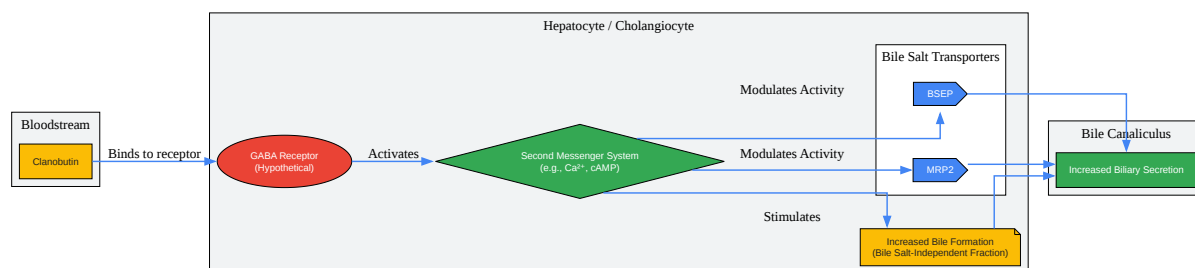 Hepatocyte / Cholangiocyte
Bile Salt Transporters
Modulates Activity
BSEP
Bloodstream
Bile Canaliculus
Clanobutin
Binds to receptor
GABA Receptor
(Hypothetical)
Activates
Second Messenger System
(e.g., Ca²⁺, cAMP)
Modulates Activity
MRP2
Increased Biliary Secretion
Stimulates
Increased Bile Formation
(Bile Salt-Independent Fraction)